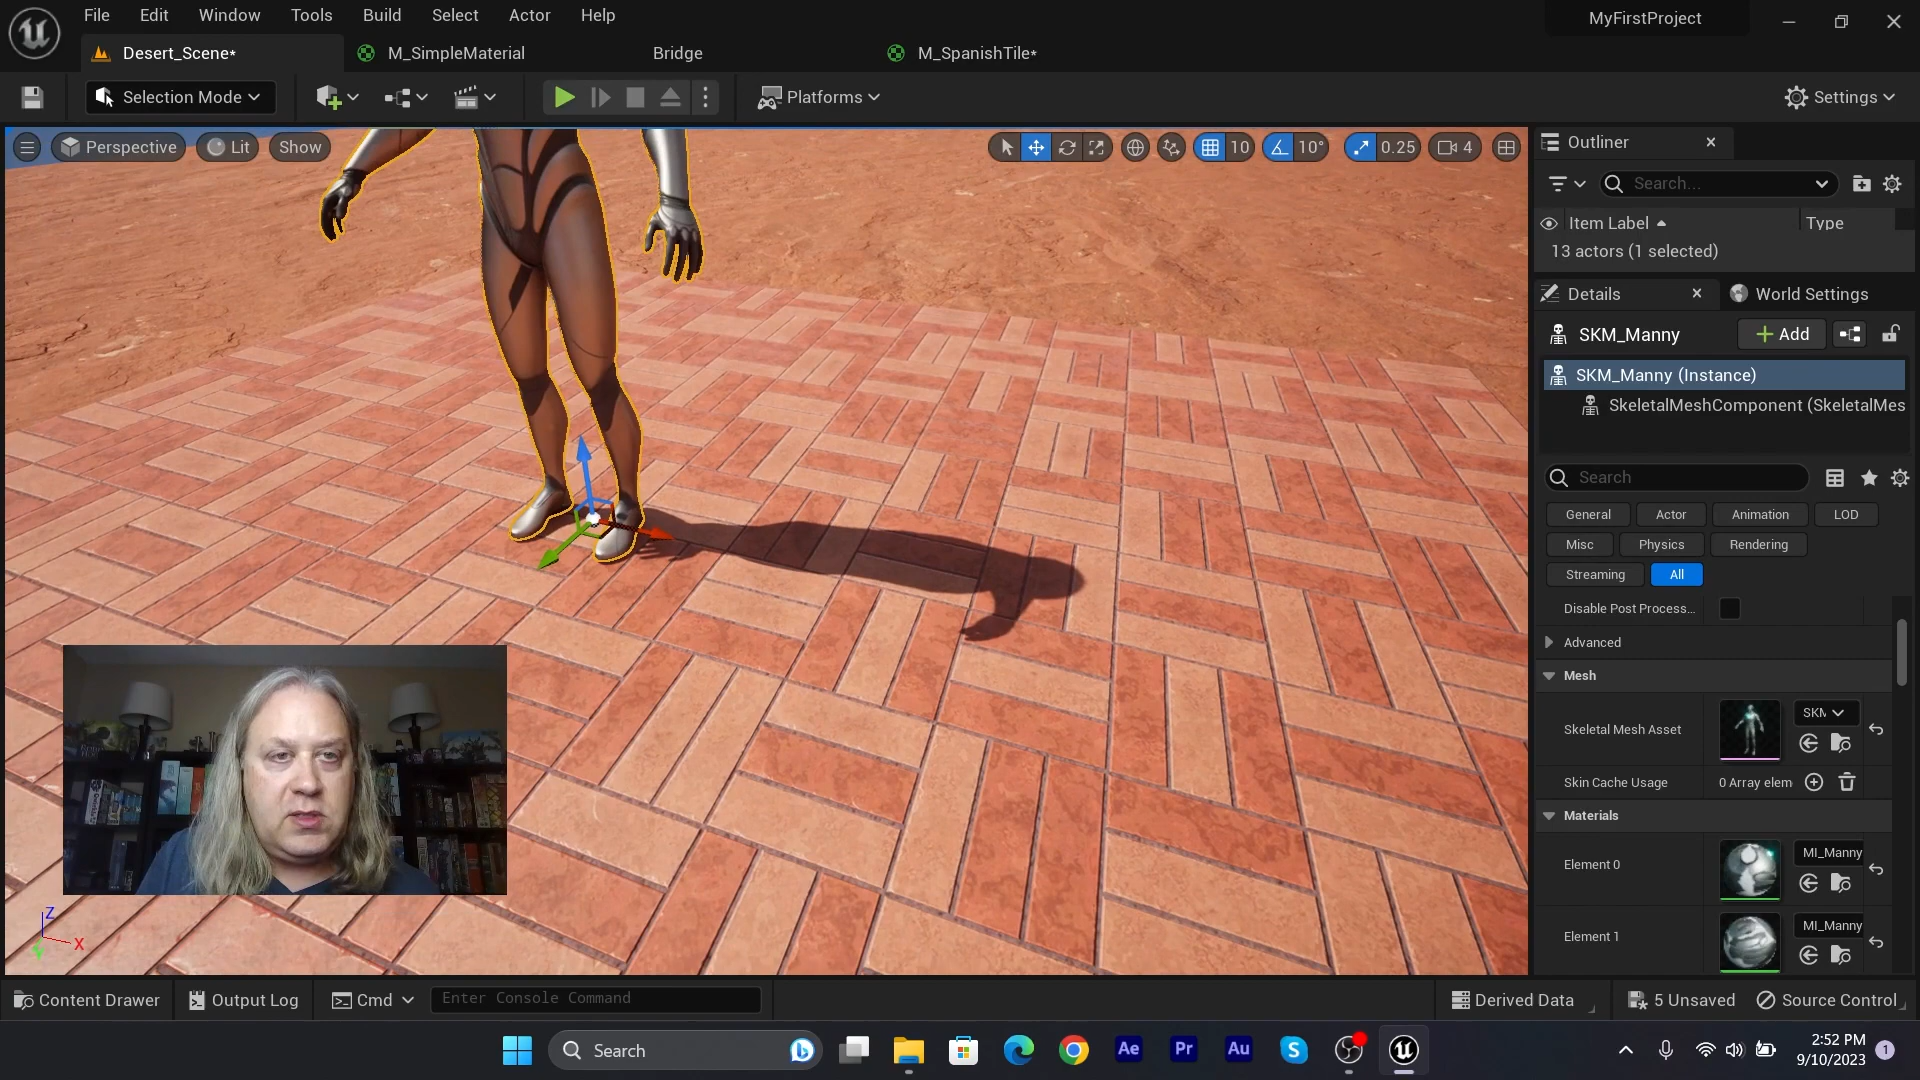 File Edit Window Tools Build Select Actor Help
MyFirstProject
Desert_Scene*
M_SimpleMaterial
Bridge
M_SpanishTile*
Selection Mode
Platforms
Settings
Perspective
Lit
Show
10
10°
0.25
4
Outliner
Search...
Item Label
Type
13 actors (1 selected)
Details
World Settings
SKM_Manny
Add
SKM_Manny (Instance)
SkeletalMeshComponent (SkeletalMes
Search
General
Actor
Animation
LOD
Misc
Physics
Rendering
Streaming
All
Disable Post Process...
Advanced
Mesh
Skeletal Mesh Asset
SKM
Skin Cache Usage
0 Array elem
Materials
Element 0
MI_Manny
Element 1
MI_Manny
Z
X
Content Drawer
Output Log
Cmd
Enter Console Command
Derived Data
5 Unsaved
Source Control
Search
Ae
Pr
Au
S
2:52 PM
9/10/2023
1